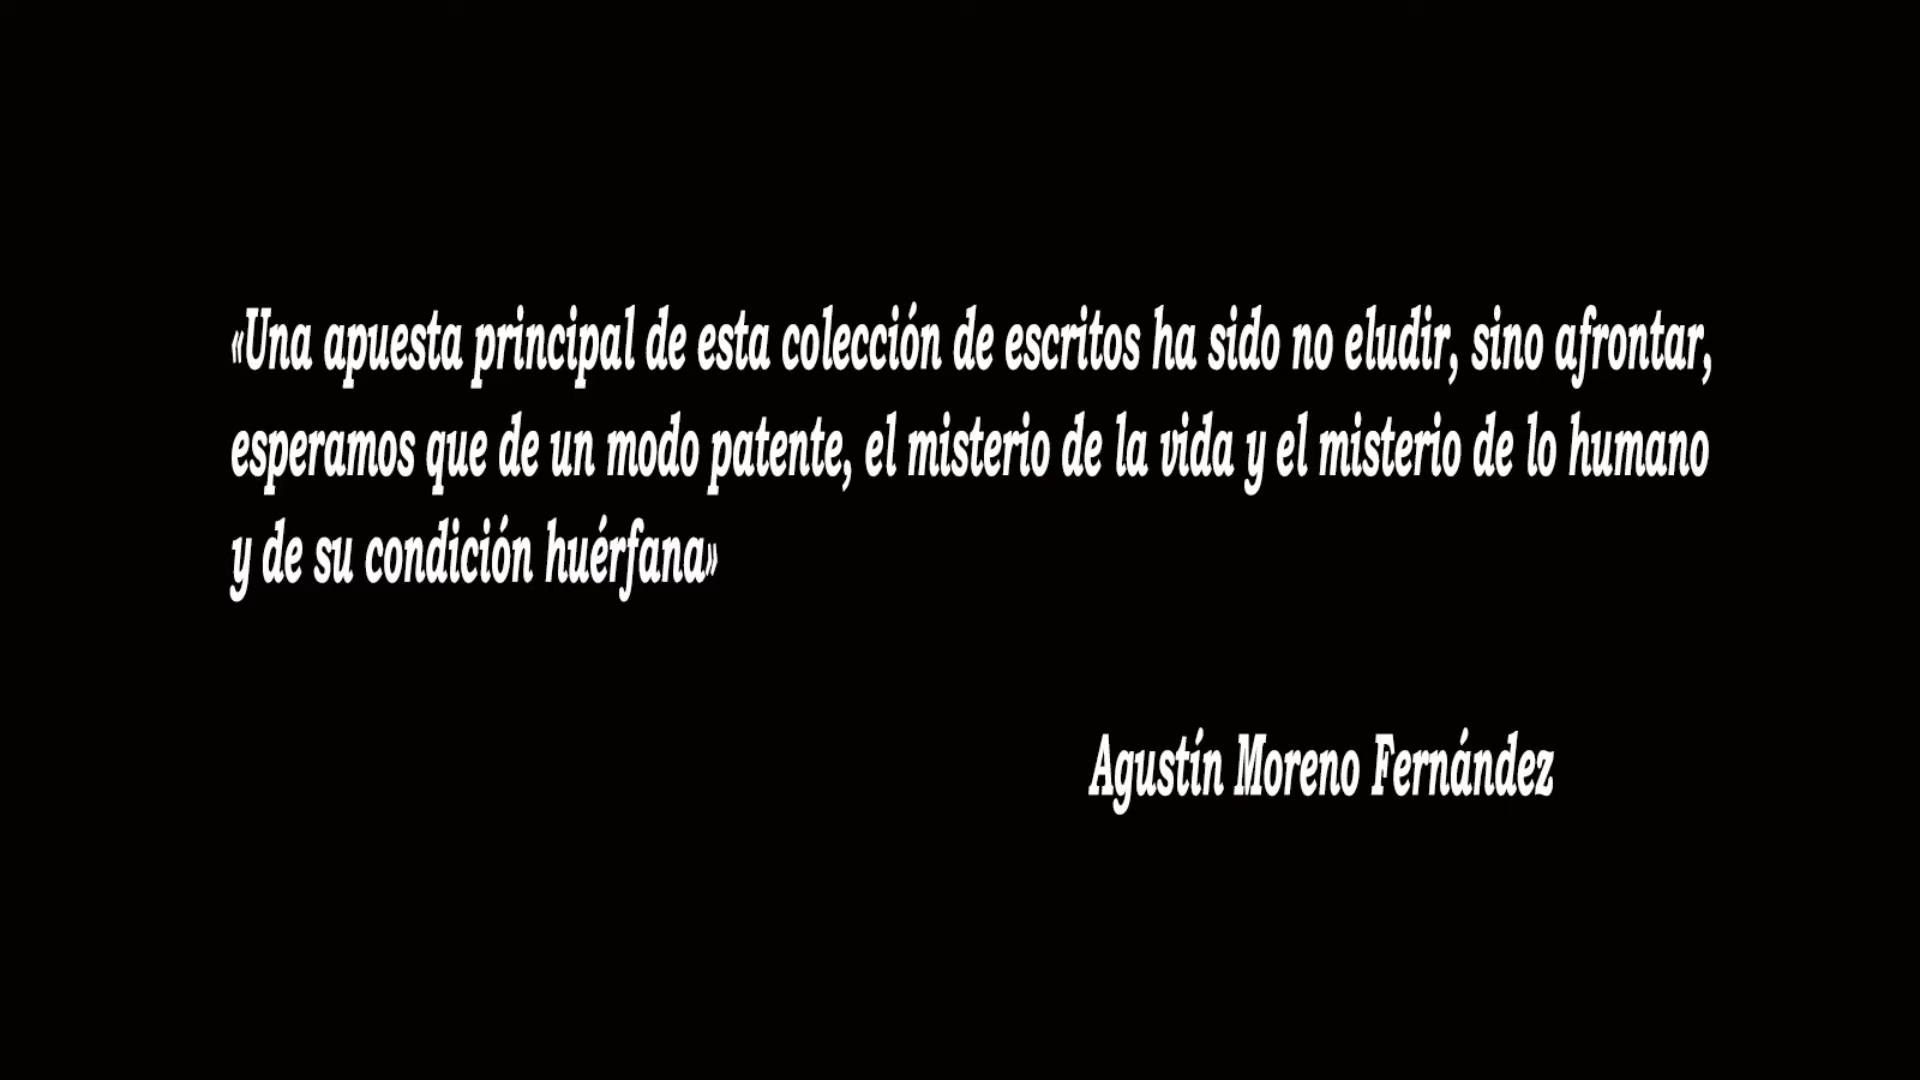 «Una apuesta principal de esta colección de escritos ha sido no eludir, sino afrontar,
esperamos que de un modo patente, el misterio de la vida y el misterio de lo humano
y de su condición huérfana»
Agustín Moreno Fernández